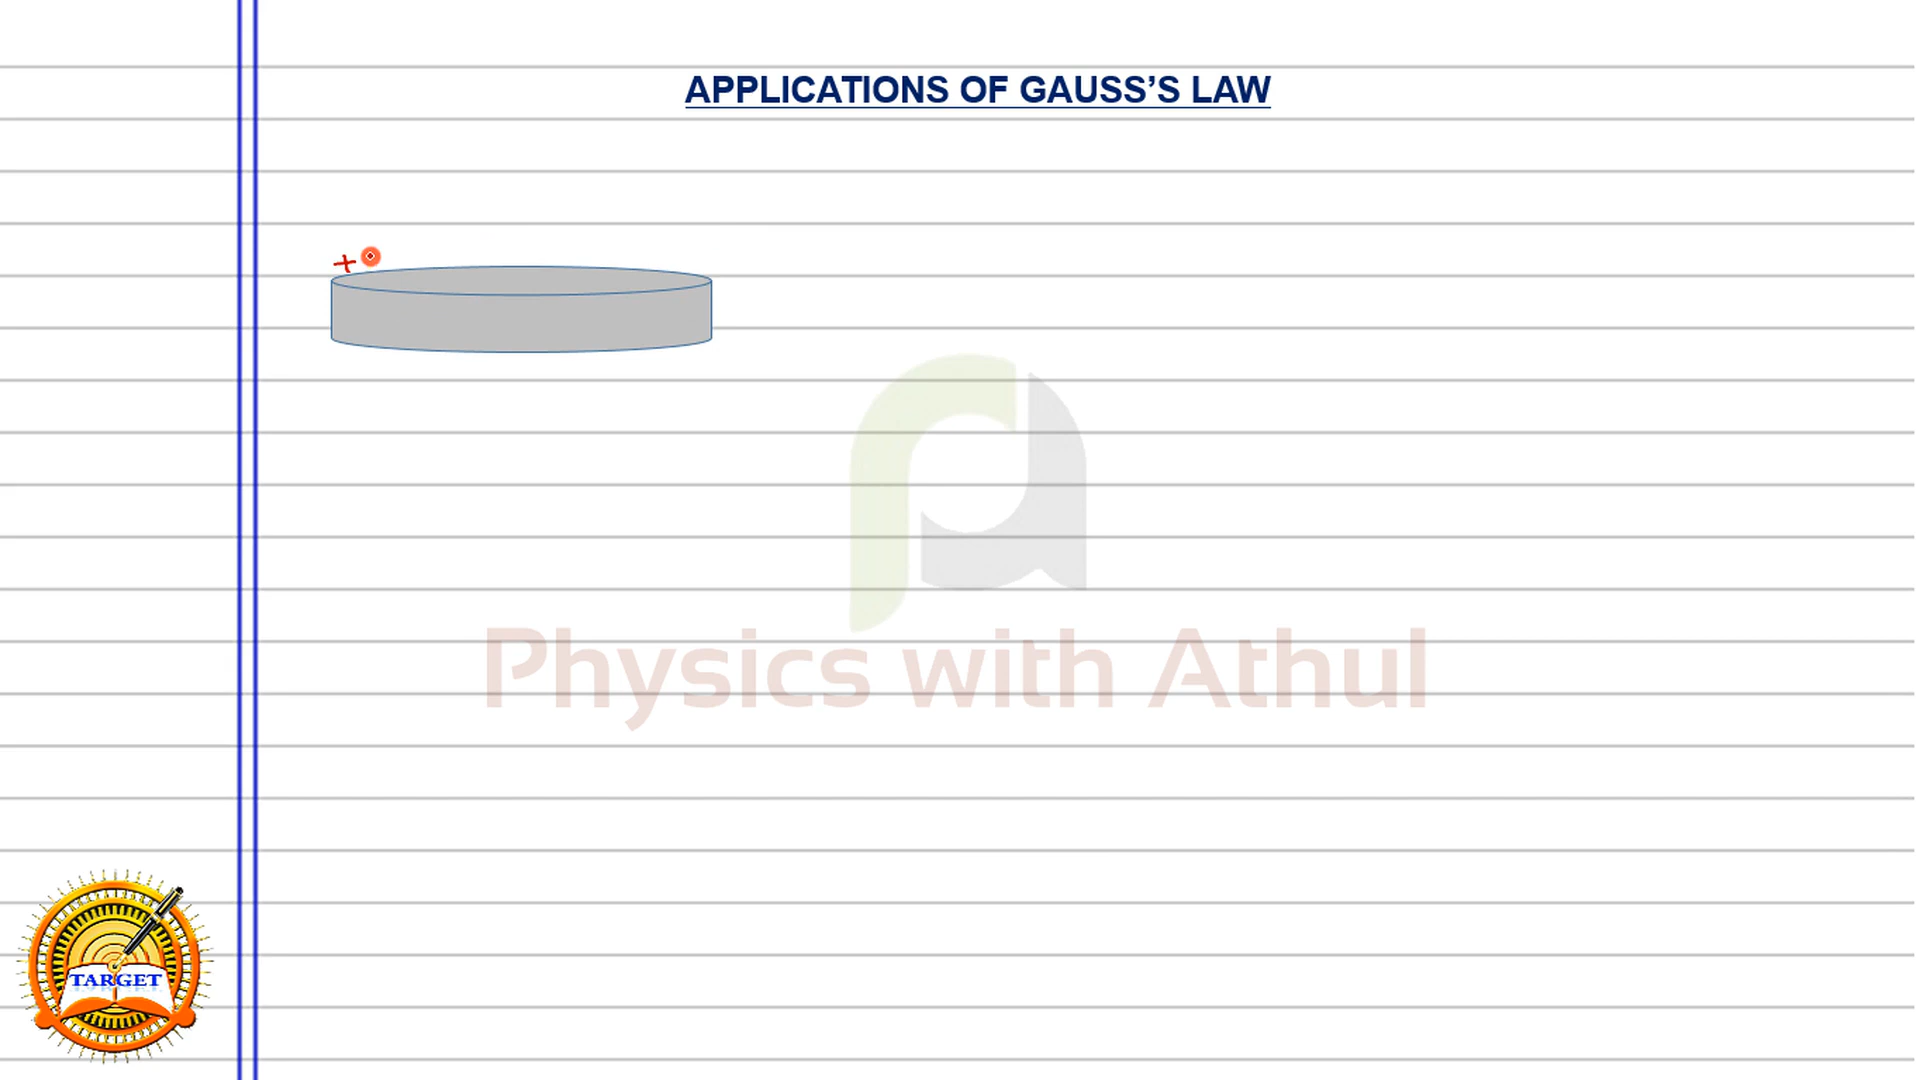 APPLICATIONS OF GAUSS’S LAW
+
Physics with Athul
TARGET